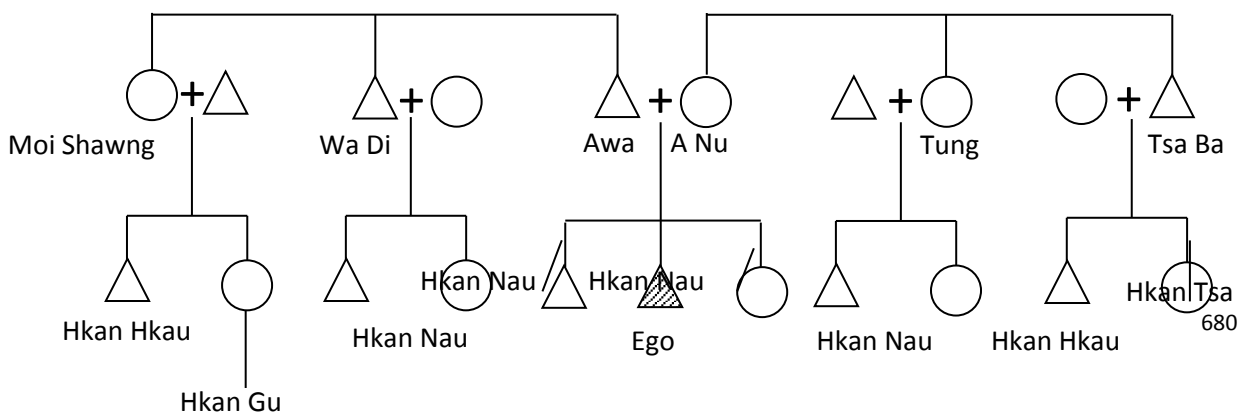 Moi Shawng
Wa Di
Awa
A Nu
Tung
Tsa Ba
Hkan Nau
Hkan Nau
Hkan Tsa
680
Hkan Hkau
Hkan Nau
Ego
Hkan Nau
Hkan Hkau
Hkan Gu